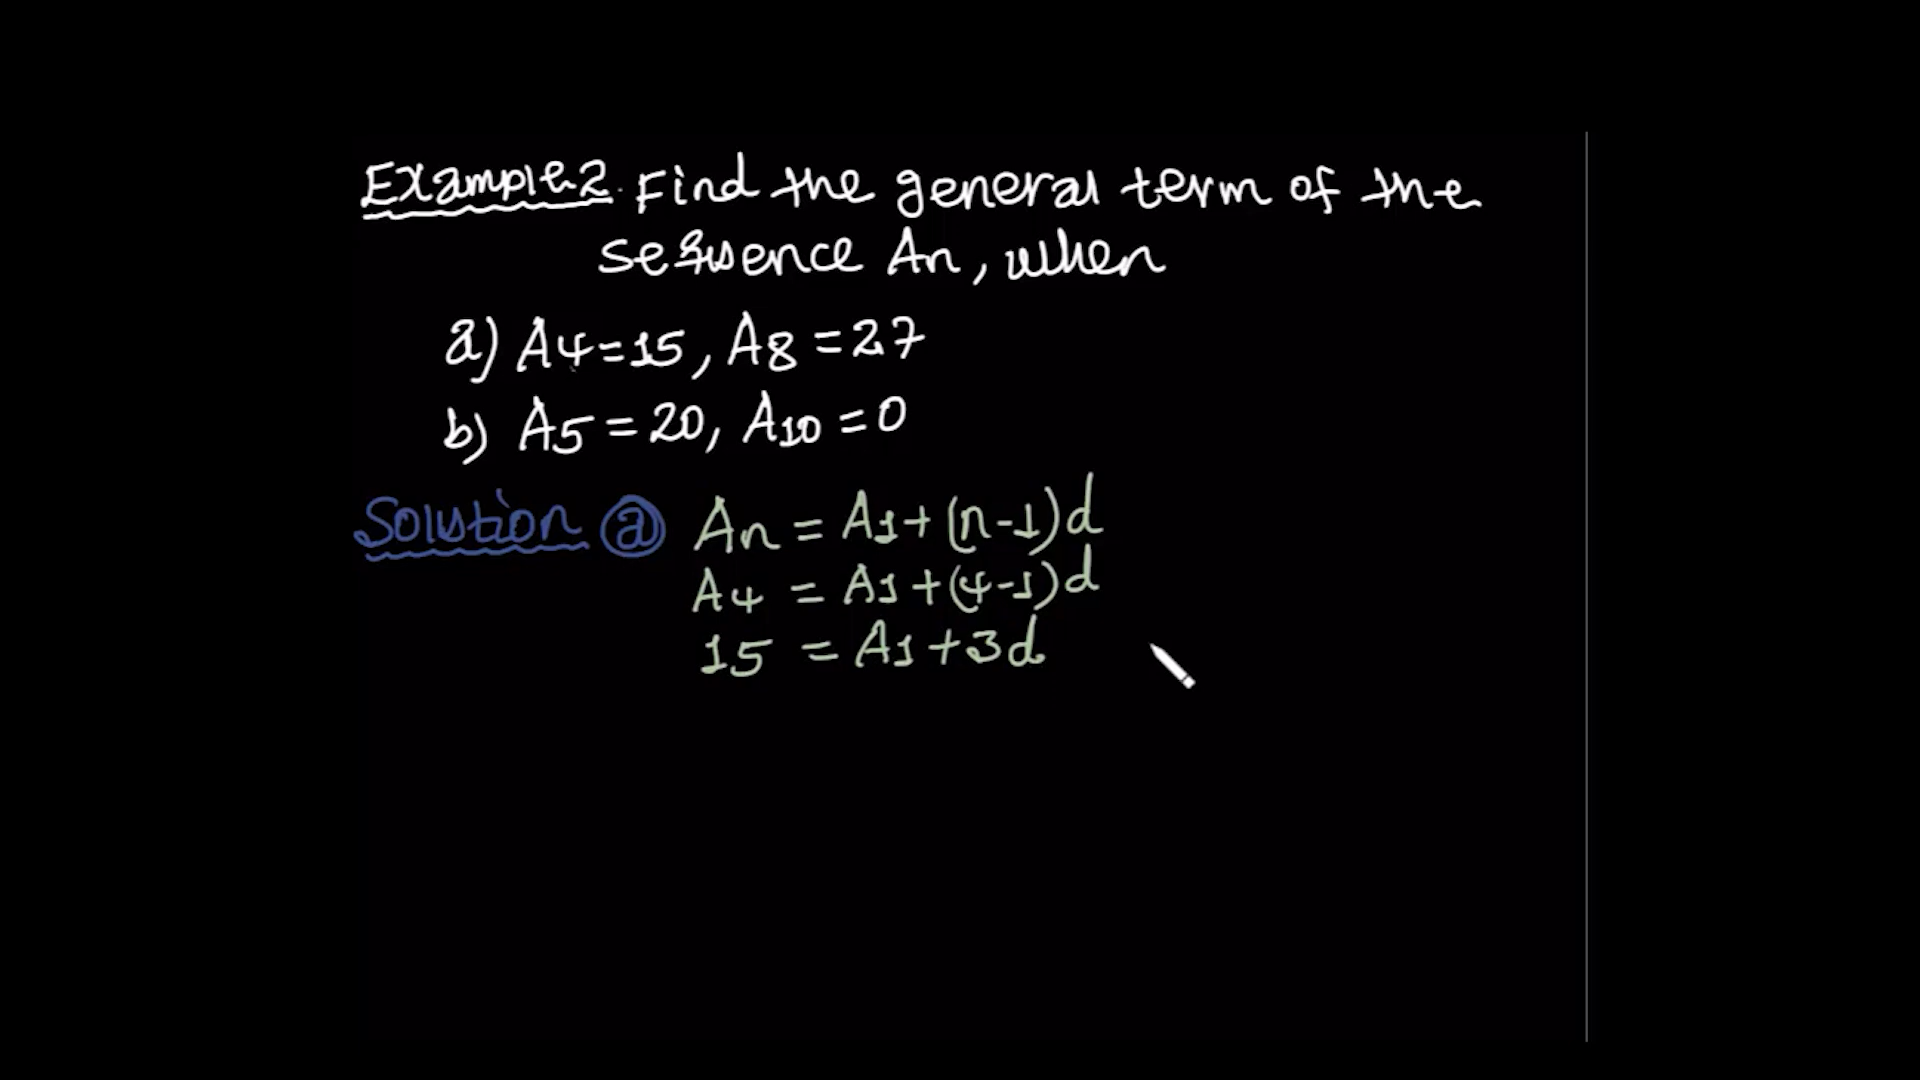 Example 2. Find the general term of the
sequence An, when
a) A4=15, A8=27
b) A5=20, A10=0
Solution ⓐ An = A1+(n-1)d
A4 = A1+(4-1)d
15 = A1+3d